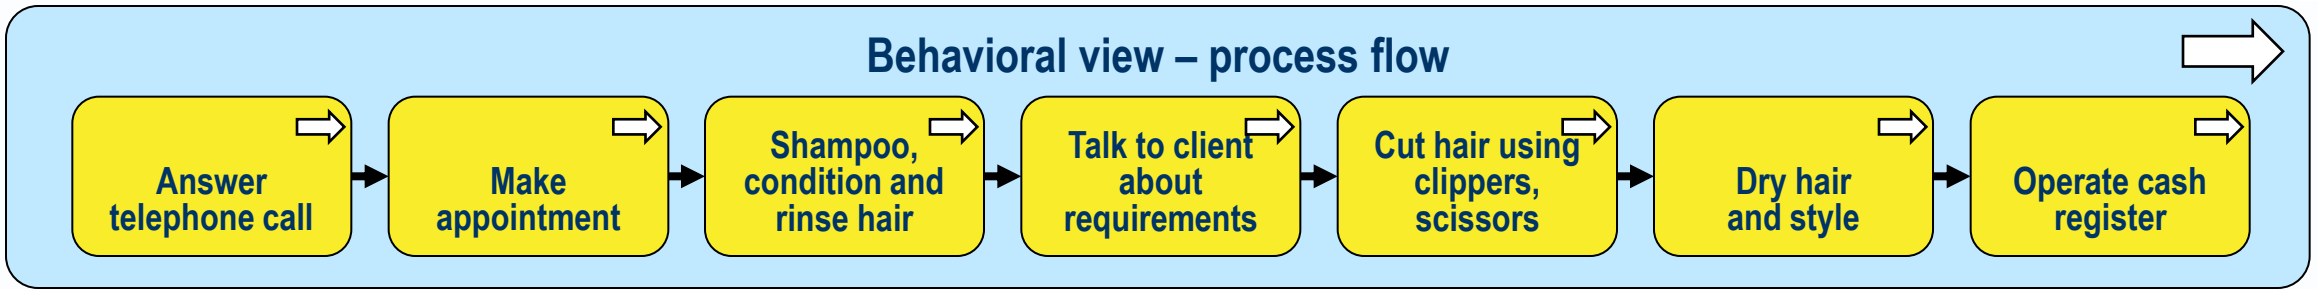 Behavioral view – process flow
Answer
telephone call
Make
appointment
Shampoo,
condition and
rinse hair
Talk to client
about
requirements
Cut hair using
clippers,
scissors
Dry hair
and style
Operate cash
register